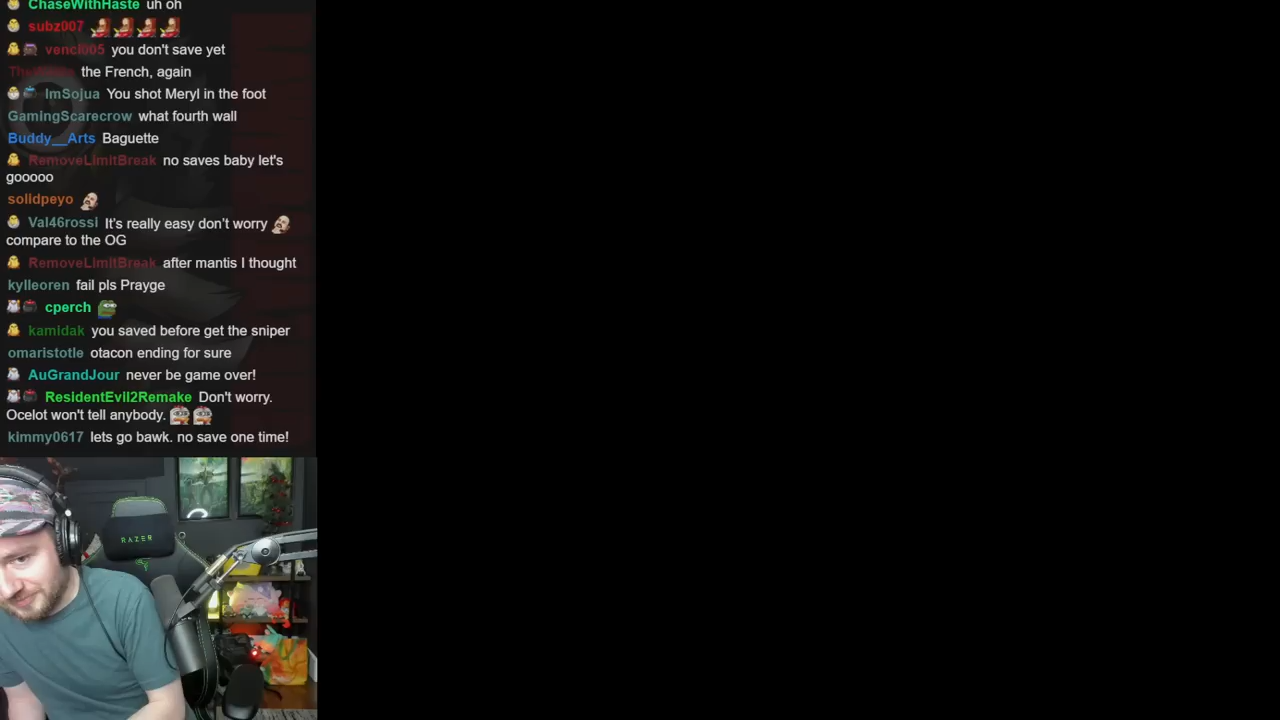 ChaseWithHaste uh oh
subz007
venci005 you don't save yet
the French, again
ImSojua You shot Meryl in the foot
GamingScarecrow what fourth wall
Buddy__Arts Baguette
RemoveLimitBreak no saves baby let's
gooooo
solidpeyo
Val46rossi It's really easy don't worry
compare to the OG
RemoveLimitBreak after mantis I thought
kylleoren fail pls Prayge
cperch
kamidak you saved before get the sniper
omaristotle otacon ending for sure
AuGrandJour never be game over!
ResidentEvil2Remake Don't worry.
Ocelot won't tell anybody.
kimmy0617 lets go bawk. no save one time!
RAZER